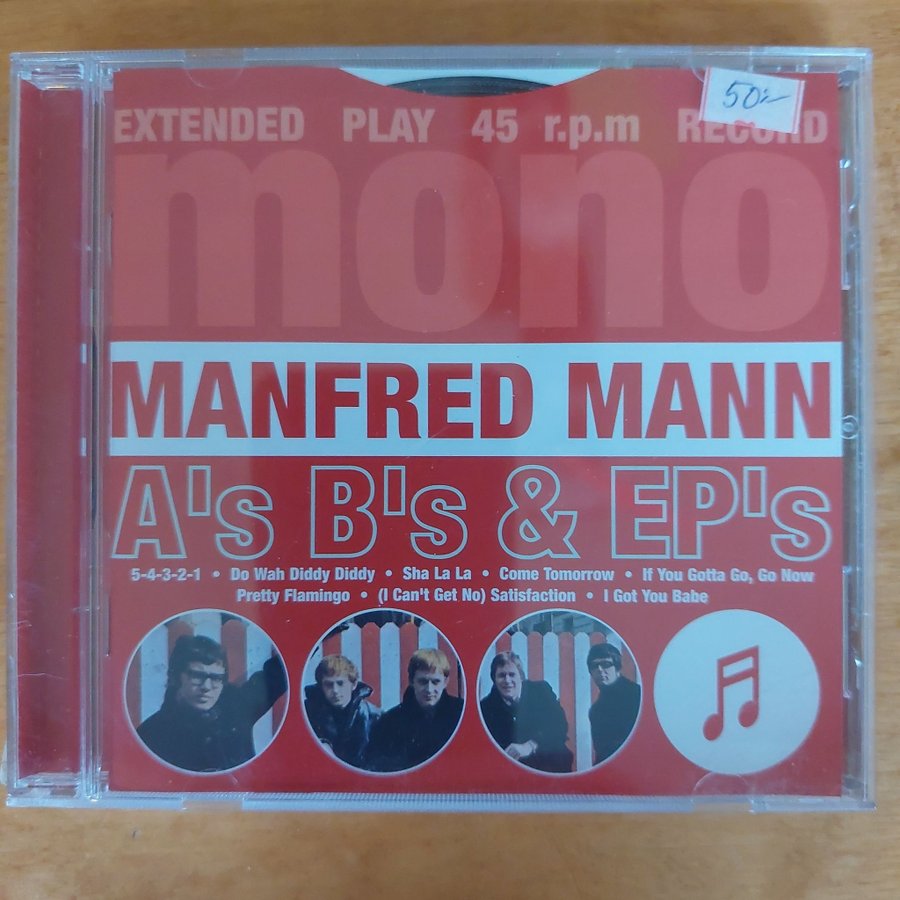 50:-
EXTENDED PLAY 45 r.p.m RECORD
mono
MANFRED MANN
A's B's & EP's
5-4-3-2-1 • Do Wah Diddy Diddy • Sha La La • Come Tomorrow • If You Gotta Go, Go Now
Pretty Flamingo • (I Can't Get No) Satisfaction • I Got You Babe